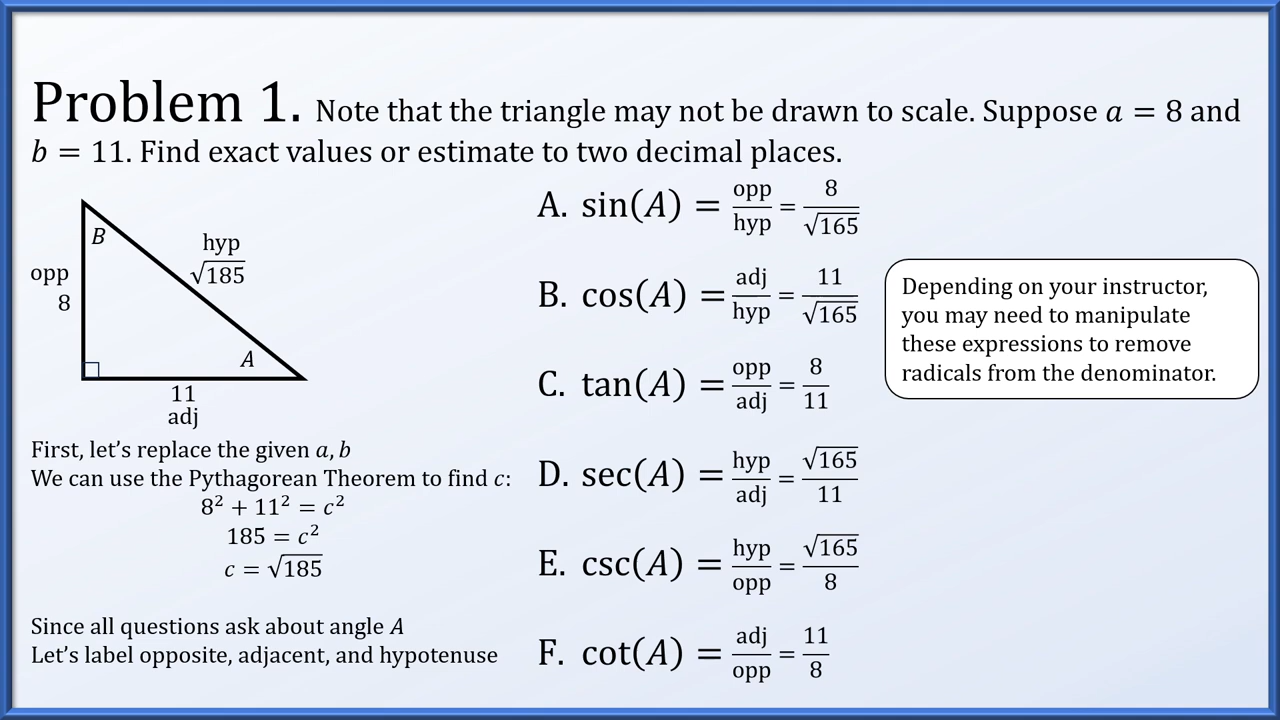 Problem 1. Note that the triangle may not be drawn to scale. Suppose a = 8 and
b = 11. Find exact values or estimate to two decimal places.
B
hyp
√185
opp
8
A
11
adj
First, let’s replace the given a, b
We can use the Pythagorean Theorem to find c:
8² + 11² = c²
185 = c²
c = √185
Since all questions ask about angle A
Let’s label opposite, adjacent, and hypotenuse
A. sin(A) = opp/hyp = 8/√165
B. cos(A) = adj/hyp = 11/√165
C. tan(A) = opp/adj = 8/11
D. sec(A) = hyp/adj = √165/11
E. csc(A) = hyp/opp = √165/8
F. cot(A) = adj/opp = 11/8
Depending on your instructor,
you may need to manipulate
these expressions to remove
radicals from the denominator.